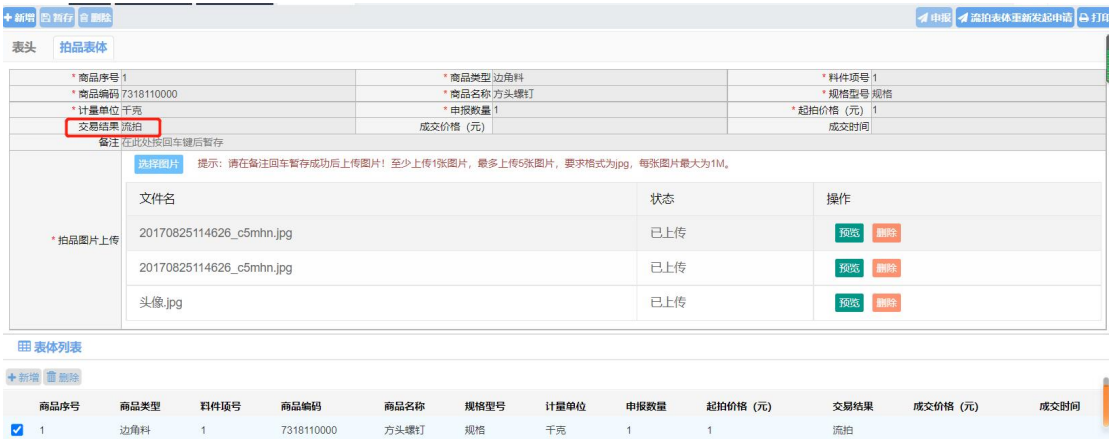 新增 暂存 删除 申报 流拍表体重新发起申请 打印
表头 拍品表体
* 商品序号 1 * 商品类型 边角料 * 料件项号 1
* 商品编码 7318110000 * 商品名称 方头螺钉 * 规格型号 规格
* 计量单位 千克 * 申报数量 1 * 起拍价格（元） 1
交易结果 流拍 成交价格（元） 成交时间
备注 在此处按回车键后暂存
选择图片 提示：请在备注回车暂存成功后上传图片！至少上传1张图片，最多上传5张图片，要求格式为jpg，每张图片最大为1M。
文件名 状态 操作
* 拍品图片上传
20170825114626_c5mhn.jpg 已上传 预览 删除
20170825114626_c5mhn.jpg 已上传 预览 删除
头像.jpg 已上传 预览 删除
表体列表
新增 删除
商品序号 商品类型 料件项号 商品编码 商品名称 规格型号 计量单位 申报数量 起拍价格（元） 交易结果 成交价格（元） 成交时间
1 边角料 1 7318110000 方头螺钉 规格 千克 1 1 流拍